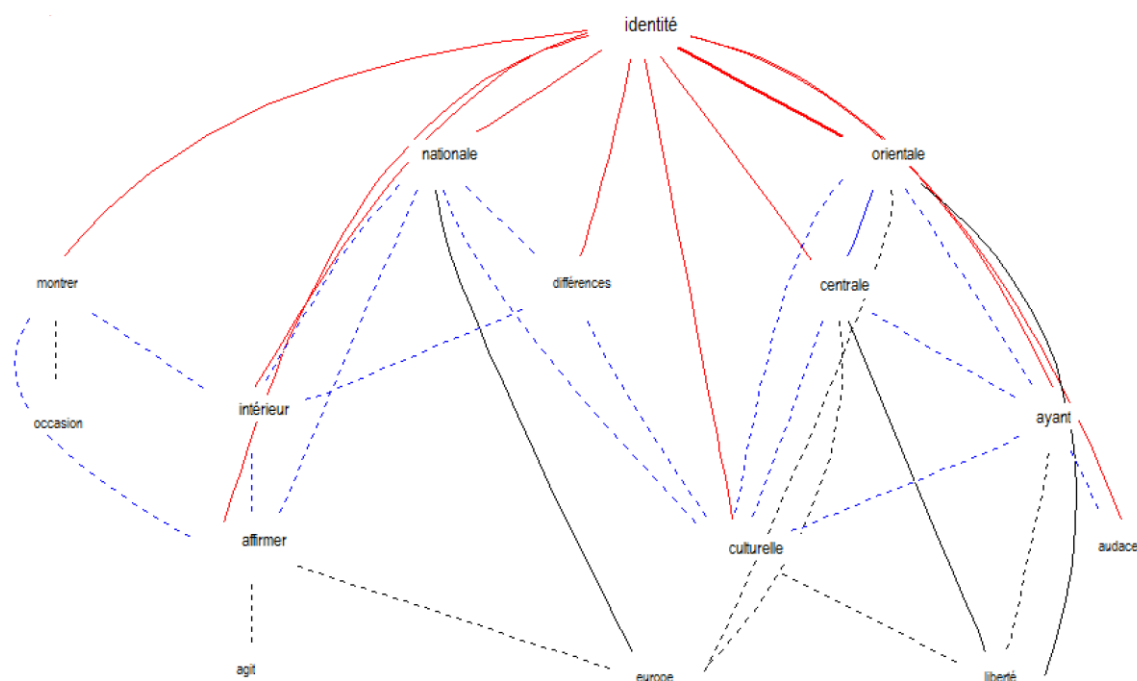 identité
nationale
orientale
montrer
différences
centrale
occasion
intérieur
ayant
affirmer
culturelle
audace
agit
europe
liberté